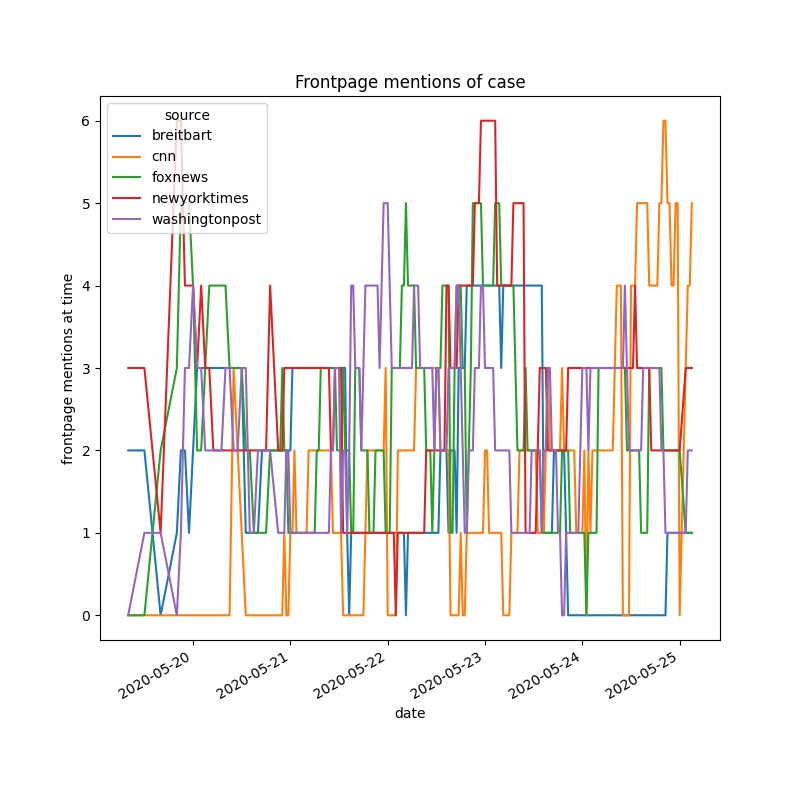 Frontpage mentions of case
source
breitbart
cnn
foxnews
newyorktimes
washingtonpost
6
5
4
3
2
1
0
frontpage mentions at time
2020-05-20
2020-05-21
2020-05-22
2020-05-23
2020-05-24
2020-05-25
date